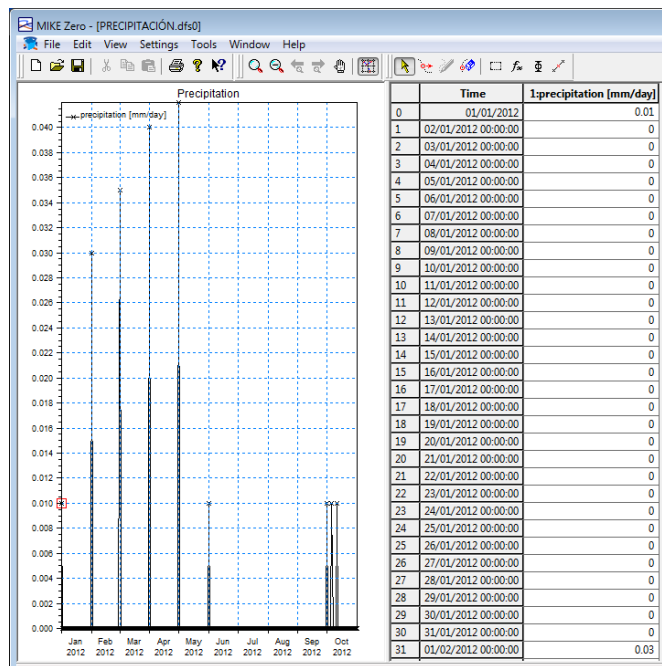 MIKE Zero - [PRECIPITACIÓN.dfs0]
File Edit View Settings Tools Window Help
Precipitation
precipitation [mm/day]
0.040
0.038
0.036
0.034
0.032
0.030
0.028
0.026
0.024
0.022
0.020
0.018
0.016
0.014
0.012
0.010
0.008
0.006
0.004
0.002
0.000
Jan Feb Mar Apr May Jun Jul Aug Sep Oct
2012 2012 2012 2012 2012 2012 2012 2012 2012 2012
Time 1:precipitation [mm/day]
0 01/01/2012 0.01
1 02/01/2012 00:00:00 0
2 03/01/2012 00:00:00 0
3 04/01/2012 00:00:00 0
4 05/01/2012 00:00:00 0
5 06/01/2012 00:00:00 0
6 07/01/2012 00:00:00 0
7 08/01/2012 00:00:00 0
8 09/01/2012 00:00:00 0
9 10/01/2012 00:00:00 0
10 11/01/2012 00:00:00 0
11 12/01/2012 00:00:00 0
12 13/01/2012 00:00:00 0
13 14/01/2012 00:00:00 0
14 15/01/2012 00:00:00 0
15 16/01/2012 00:00:00 0
16 17/01/2012 00:00:00 0
17 18/01/2012 00:00:00 0
18 19/01/2012 00:00:00 0
19 20/01/2012 00:00:00 0
20 21/01/2012 00:00:00 0
21 22/01/2012 00:00:00 0
22 23/01/2012 00:00:00 0
23 24/01/2012 00:00:00 0
24 25/01/2012 00:00:00 0
25 26/01/2012 00:00:00 0
26 27/01/2012 00:00:00 0
27 28/01/2012 00:00:00 0
28 29/01/2012 00:00:00 0
29 30/01/2012 00:00:00 0
30 31/01/2012 00:00:00 0
31 01/02/2012 00:00:00 0.03